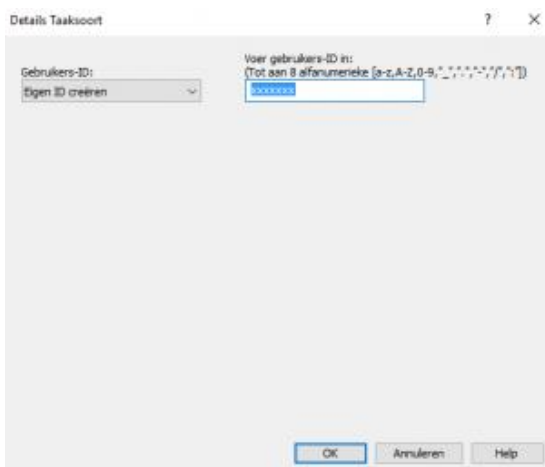 Details Taaksoort
Gebruikers-ID:
Eigen ID creëren
Voer gebruikers-ID in:
(Tot aan 8 alfanumerieke [a-z,A-Z,0-9,"_",".","-","/",":"])
xxxxxxx
OK
Annuleren
Help